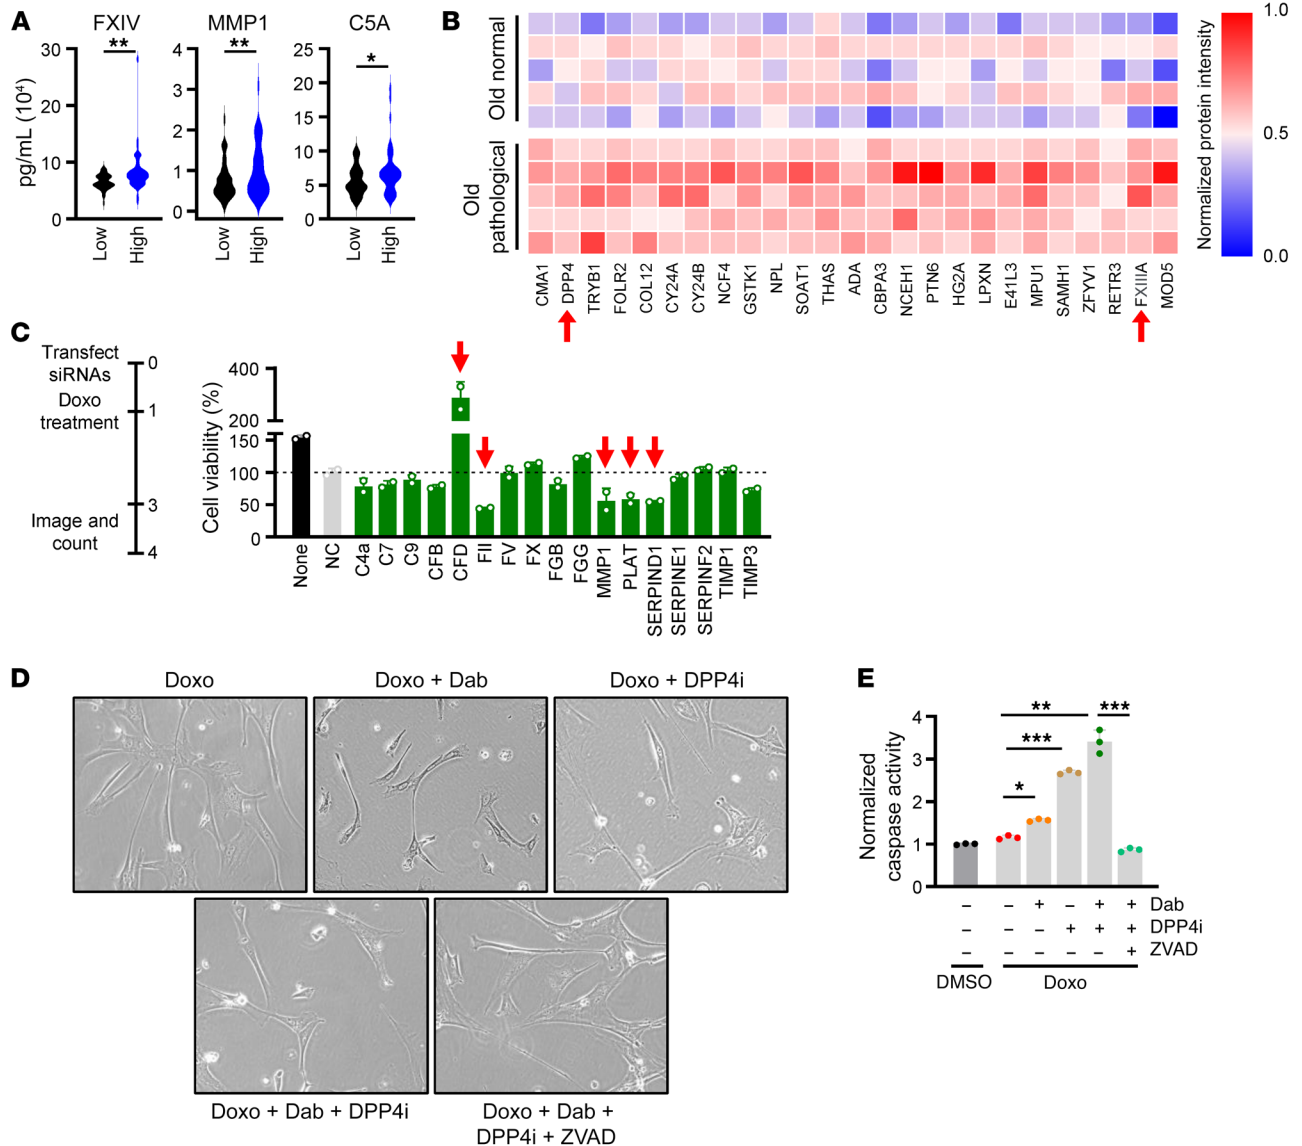 A
FXIV
MMP1
C5A
pg/mL (10⁴)
30
20
10
0
**
Low
High
4
3
2
1
0
**
Low
High
25
20
15
10
5
0
*
Low
High
B
Old normal
Old
pathological
CMA1
DPP4
TRYB1
FOLR2
COL12
CY24A
CY24B
NCF4
GSTK1
NPL
SOAT1
THAS
ADA
CBPA3
NCEH1
PTN6
HG2A
LPXN
E41L3
MPU1
SAMH1
ZFYV1
RETR3
FXIIIA
MOD5
Normalized protein intensity
1.0
0.5
0.0
C
Transfect
siRNAs
Doxo
treatment
Image and
count
0
1
3
4
Cell viability (%)
400
200
150
100
50
0
None
NC
C4a
C7
C9
CFB
CFD
FII
FV
FX
FGB
FGG
MMP1
PLAT
SERPIND1
SERPINE1
SERPINF2
TIMP1
TIMP3
D
Doxo
Doxo + Dab
Doxo + DPP4i
Doxo + Dab + DPP4i
Doxo + Dab +
DPP4i + ZVAD
E
Normalized
caspase activity
4
3
2
1
0
** ***
***
*
– – + – + + Dab
– – – + + + DPP4i
– – – – – + ZVAD
DMSO Doxo